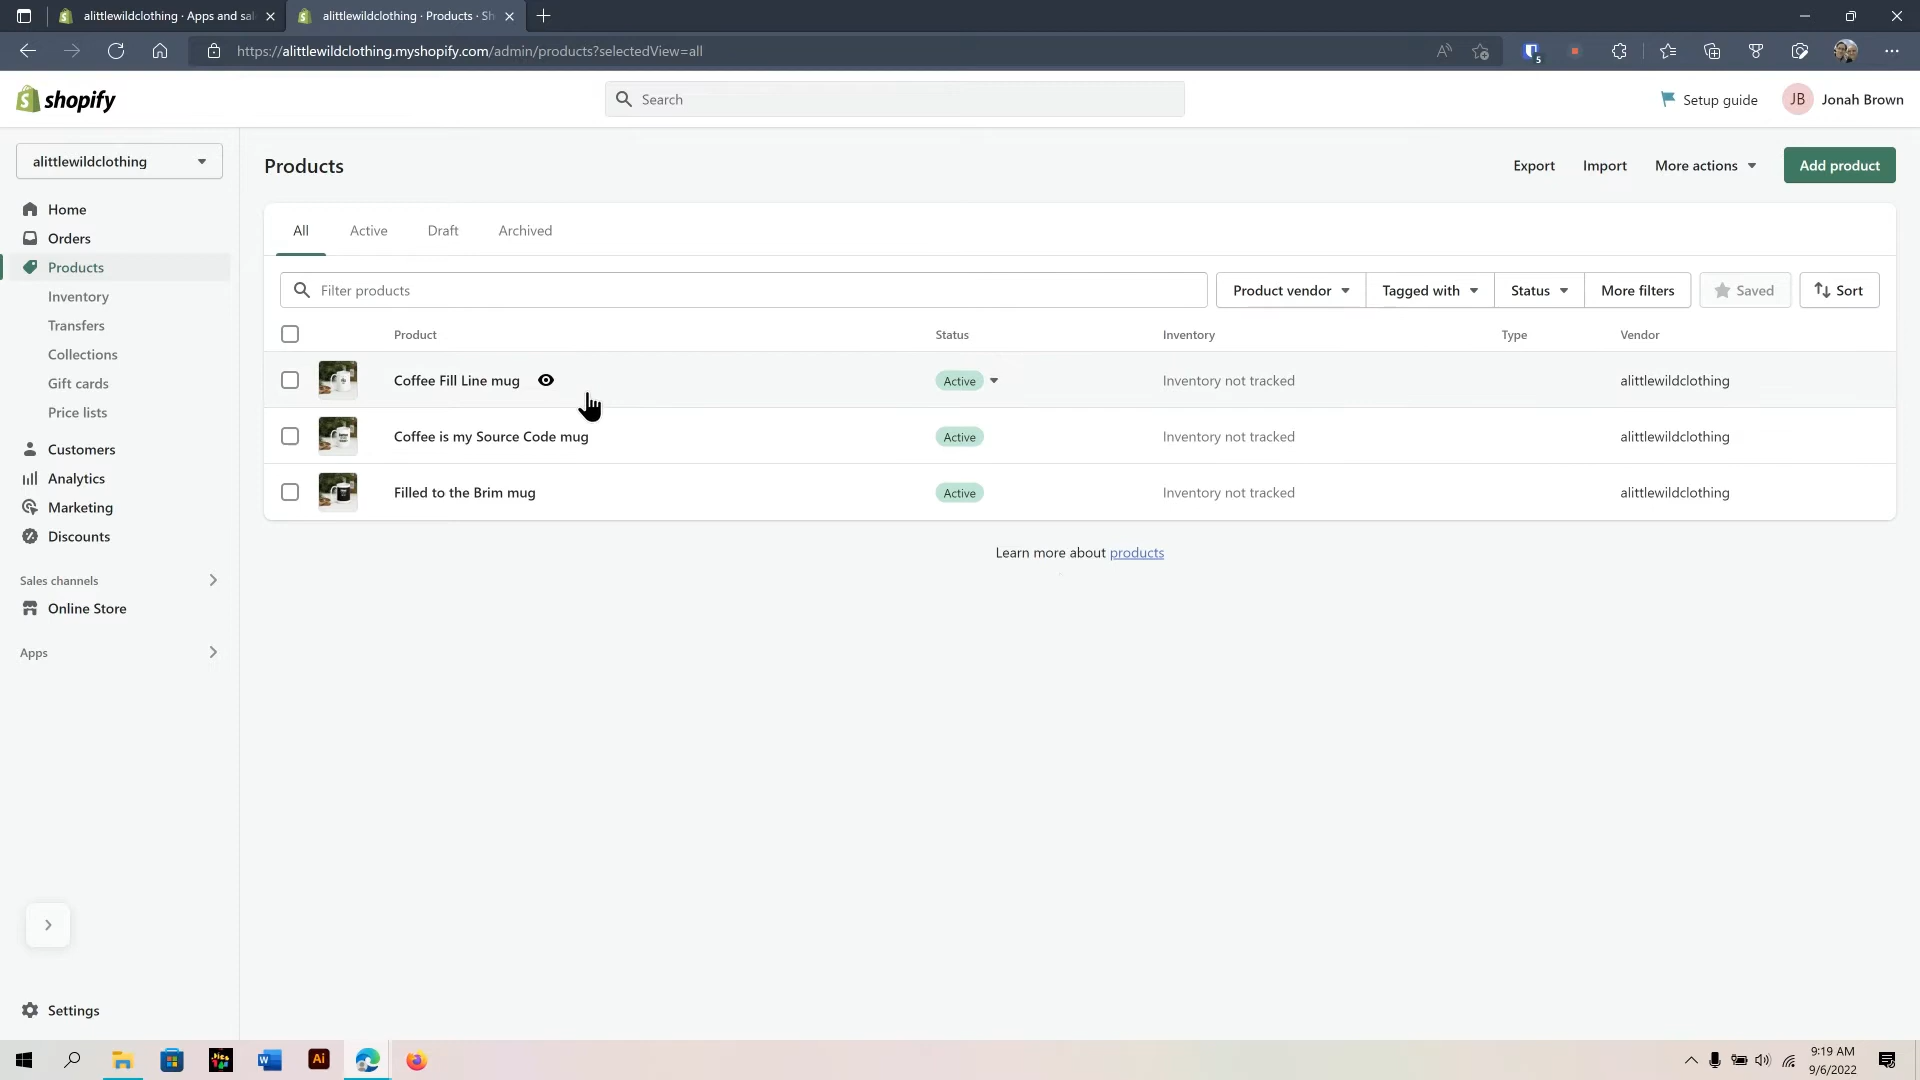 alittlewildclothing · Apps and sal
alittlewildclothing · Products · Sh
https://alittlewildclothing.myshopify.com/admin/products?selectedView=all
5
shopify
Search
Setup guide
JB
Jonah Brown
alittlewildclothing
Home
Orders
Products
Inventory
Transfers
Collections
Gift cards
Price lists
Customers
Analytics
Marketing
Discounts
Sales channels
Online Store
Apps
Settings
Products
Export
Import
More actions
Add product
All
Active
Draft
Archived
Filter products
Product vendor
Tagged with
Status
More filters
Saved
Sort
Product Status Inventory Type Vendor
Coffee Fill Line mug Active Inventory not tracked alittlewildclothing
Coffee is my Source Code mug Active Inventory not tracked alittlewildclothing
Filled to the Brim mug Active Inventory not tracked alittlewildclothing
Learn more about products
W
Ai
9:19 AM
9/6/2022